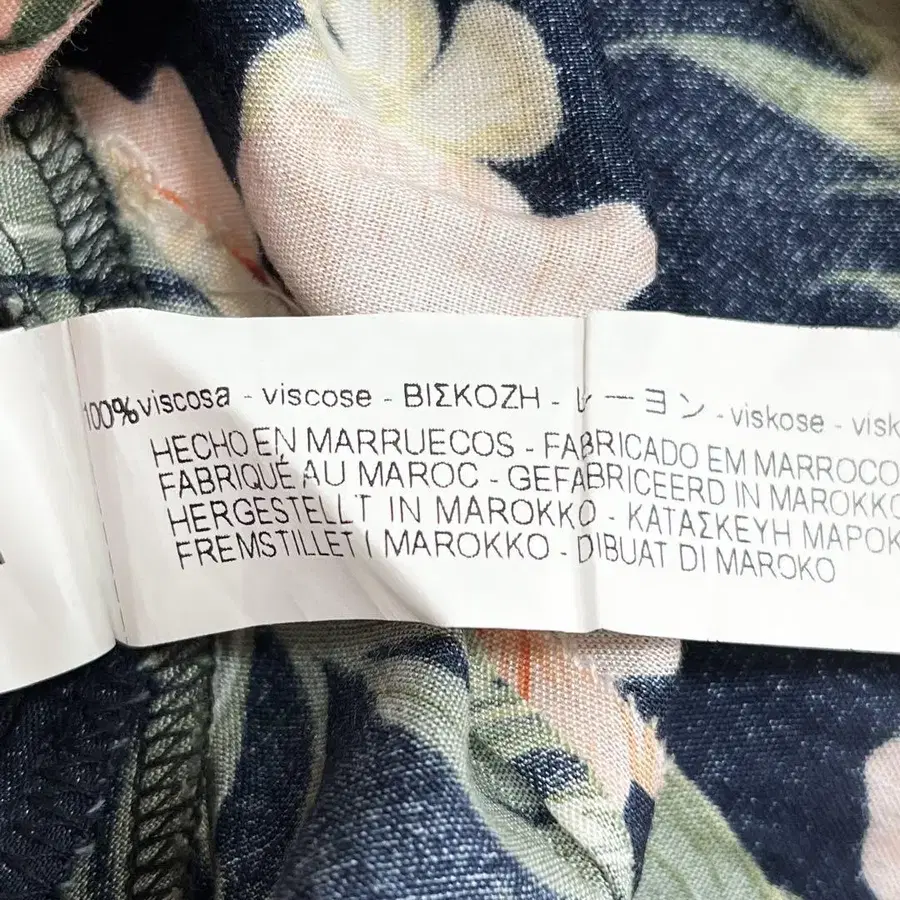 100% viscosa - viscose - ΒΙΣΚΟΖΗ - レーヨン - viskose - visk
HECHO EN MARRUECOS - FABRICADO EM MARROCO
FABRIQUÉ AU MAROC - GEFABRICEERD IN MAROKKO
HERGESTELLT IN MAROKKO - ΚΑΤΑΣΚΕΥΗ ΜΑΡΟΚ
FREMSTILLET I MAROKKO - DIBUAT DI MAROKO